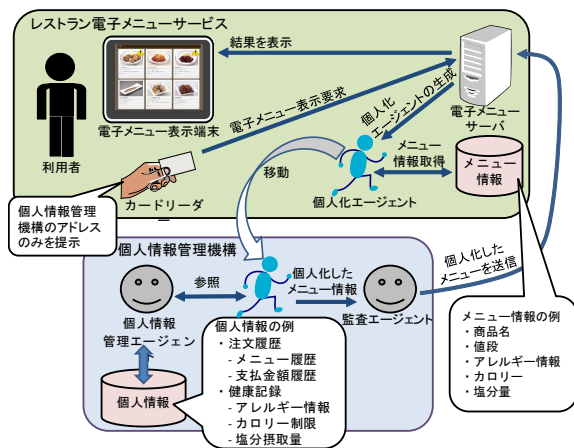 レストラン電子メニューサービス
結果を表示
電子メニュー表示端末
電子メニュー表示要求
個人化
エージェントの生成
電子メニュー
サーバ
利用者
カードリーダ
ー
個人情報管理
機構のアドレス
のみを提示
移動
メニュー
情報取得
メニュー
情報
個人化エージェント
個人情報管理機構
参照
個人化した
メニュー情報
個人化した
メニューを送信
個人情報
管理エージェン
監査エージェント
個人情報
個人情報の例
・注文履歴
- メニュー履歴
- 支払金額履歴
・健康記録
- アレルギー情報
- カロリー制限
- 塩分摂取量
メニュー情報の例
・商品名
・値段
・アレルギー情報
・カロリー
・塩分量